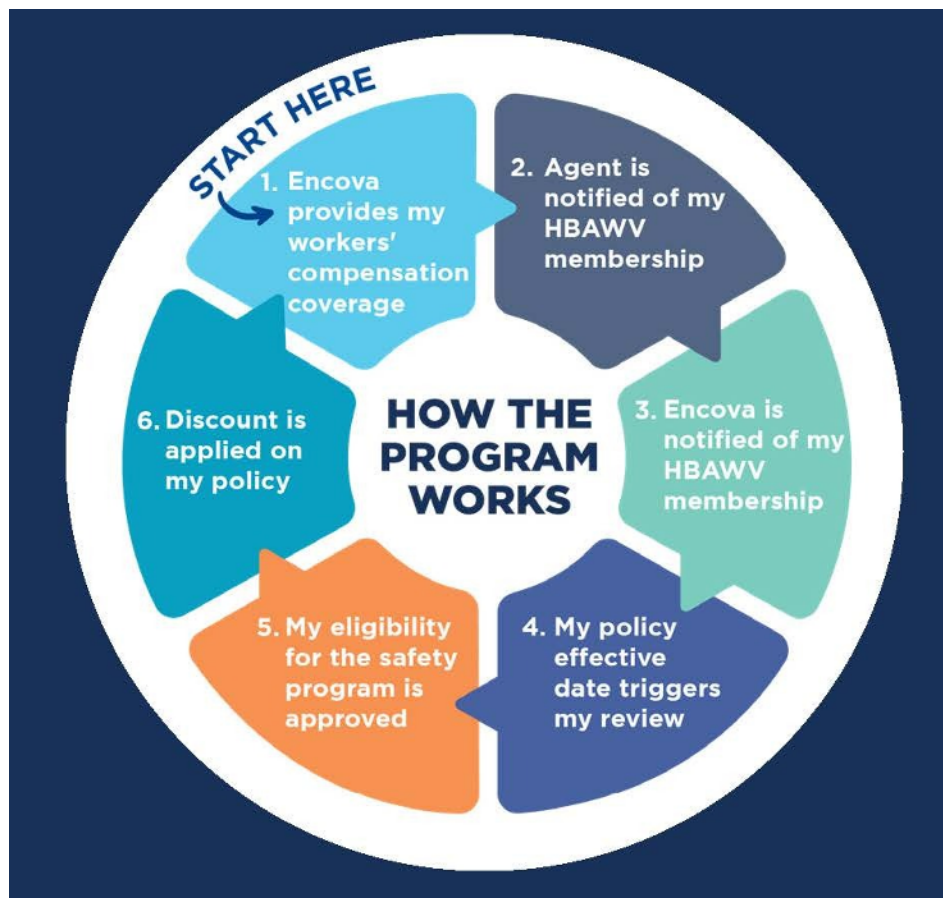 START HERE
1. Encova
provides my
workers'
compensation
coverage
2. Agent is
notified of my
HBAWV
membership
3. Encova is
notified of my
HBAWV
membership
4. My policy
effective
date triggers
my review
5. My eligibility
for the safety
program is
approved
6. Discount is
applied on
my policy
HOW THE
PROGRAM
WORKS